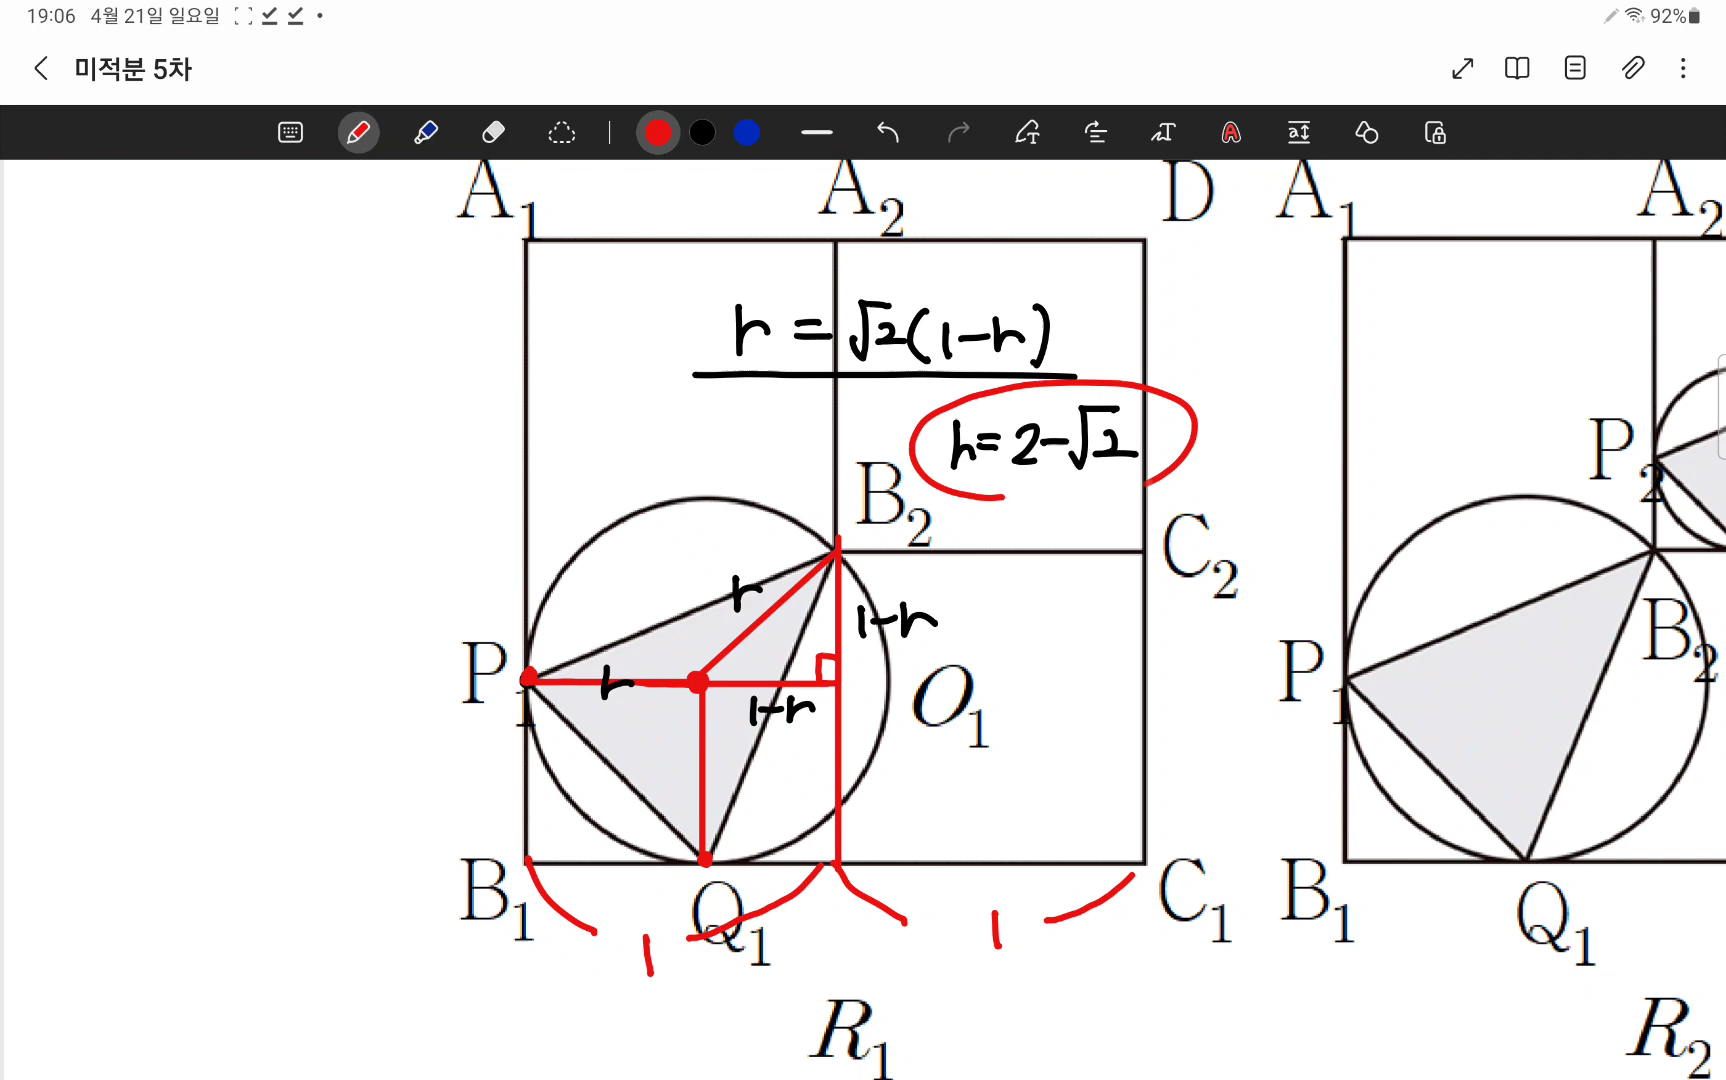 19:06 4월 21일 일요일 92%
미적분 5차
A₁ A₂ D A₁ A₂
r = √2(1-r)
r = 2-√2
B₂ C₂ P₂
r 1-r B₂
P₁ r 1-r O₁ P₁
B₁ Q₁ C₁ B₁ Q₁
1 1
R₁ R₂